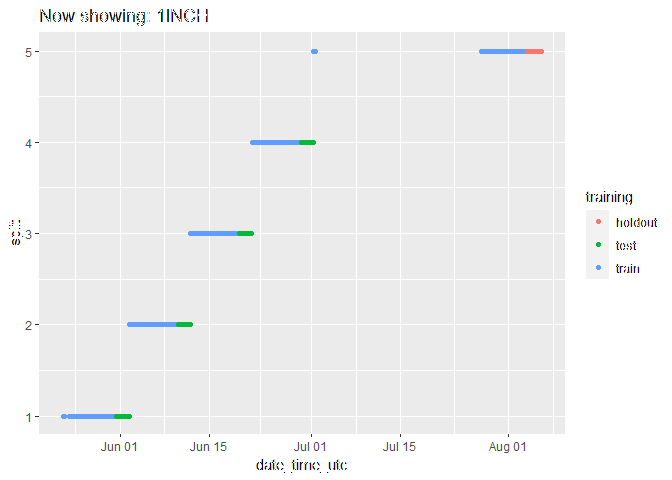 Now showing: 1INCH
5
4
3
2
1
split
Jun 01
Jun 15
Jul 01
Jul 15
Aug 01
date_time_utc
training
holdout
test
train